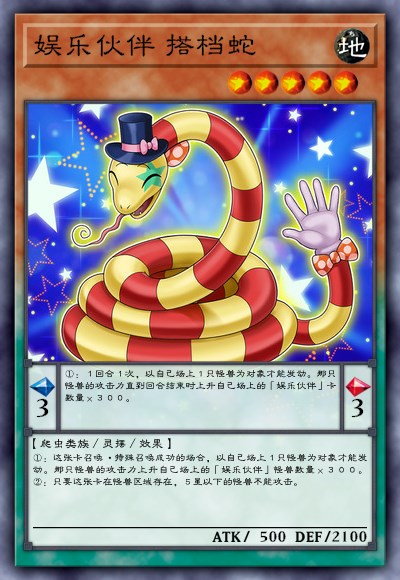 娱乐伙伴 搭档蛇
地
①：1回合1次，以自己场上1只怪兽为对象才能发动。那只
怪兽的攻击力直到回合结束时上升自己场上的「娱乐伙伴」卡
数量×300。
3
3
【爬虫类族/灵摆/效果】
①：这张卡召唤·特殊召唤成功的场合，以自己场上1只怪兽为对象才能发
动。那只怪兽的攻击力上升自己场上的「娱乐伙伴」怪兽数量×300。
②：只要这张卡在怪兽区域存在，5星以下的怪兽不能攻击。
ATK/ 500 DEF/2100